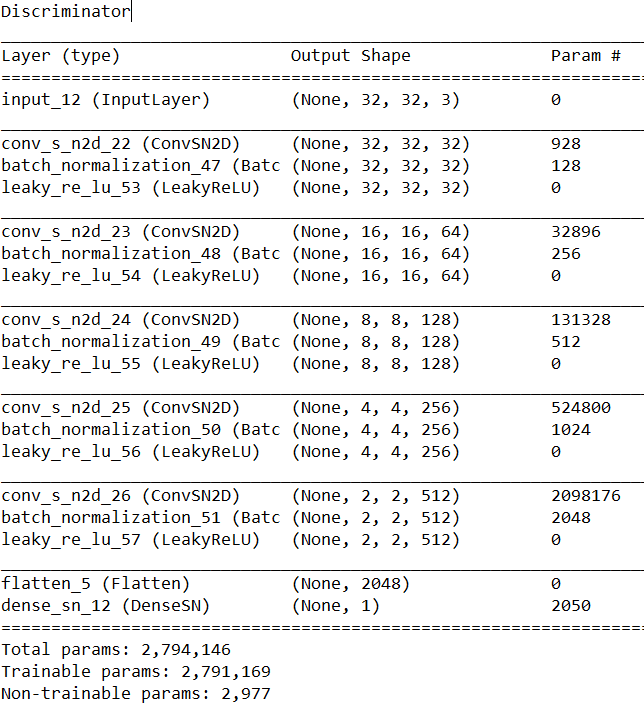 Discriminator
Layer (type) Output Shape Param #
input_12 (InputLayer) (None, 32, 32, 3) 0
conv_s_n2d_22 (ConvSN2D) (None, 32, 32, 32) 928
batch_normalization_47 (Batc (None, 32, 32, 32) 128
leaky_re_lu_53 (LeakyReLU) (None, 32, 32, 32) 0
conv_s_n2d_23 (ConvSN2D) (None, 16, 16, 64) 32896
batch_normalization_48 (Batc (None, 16, 16, 64) 256
leaky_re_lu_54 (LeakyReLU) (None, 16, 16, 64) 0
conv_s_n2d_24 (ConvSN2D) (None, 8, 8, 128) 131328
batch_normalization_49 (Batc (None, 8, 8, 128) 512
leaky_re_lu_55 (LeakyReLU) (None, 8, 8, 128) 0
conv_s_n2d_25 (ConvSN2D) (None, 4, 4, 256) 524800
batch_normalization_50 (Batc (None, 4, 4, 256) 1024
leaky_re_lu_56 (LeakyReLU) (None, 4, 4, 256) 0
conv_s_n2d_26 (ConvSN2D) (None, 2, 2, 512) 2098176
batch_normalization_51 (Batc (None, 2, 2, 512) 2048
leaky_re_lu_57 (LeakyReLU) (None, 2, 2, 512) 0
flatten_5 (Flatten) (None, 2048) 0
dense_sn_12 (DenseSN) (None, 1) 2050
Total params: 2,794,146
Trainable params: 2,791,169
Non-trainable params: 2,977